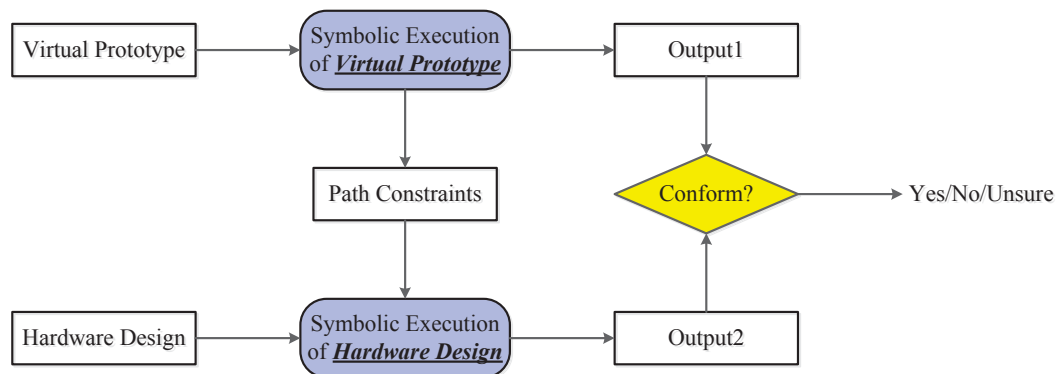 Virtual Prototype
Symbolic Execution
of Virtual Prototype
Output1
Path Constraints
Conform?
Yes/No/Unsure
Hardware Design
Symbolic Execution
of Hardware Design
Output2